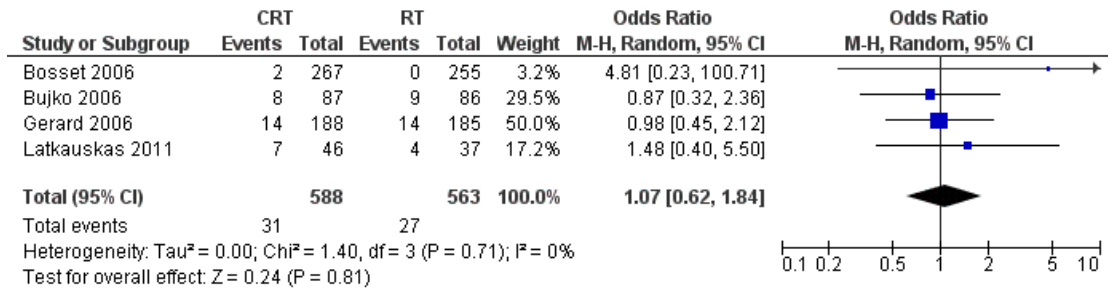 CRT RT Odds Ratio Odds Ratio
Study or Subgroup Events Total Events Total Weight M-H, Random, 95% CI M-H, Random, 95% CI
Bosset 2006 2 267 0 255 3.2% 4.81 [0.23, 100.71]
Bujko 2006 8 87 9 86 29.5% 0.87 [0.32, 2.36]
Gerard 2006 14 188 14 185 50.0% 0.98 [0.45, 2.12]
Latkauskas 2011 7 46 4 37 17.2% 1.48 [0.40, 5.50]
Total (95% CI) 588 563 100.0% 1.07 [0.62, 1.84]
Total events 31 27
Heterogeneity: Tau² = 0.00; Chi² = 1.40, df = 3 (P = 0.71); I² = 0%
Test for overall effect: Z = 0.24 (P = 0.81)
0.1 0.2 0.5 1 2 5 10